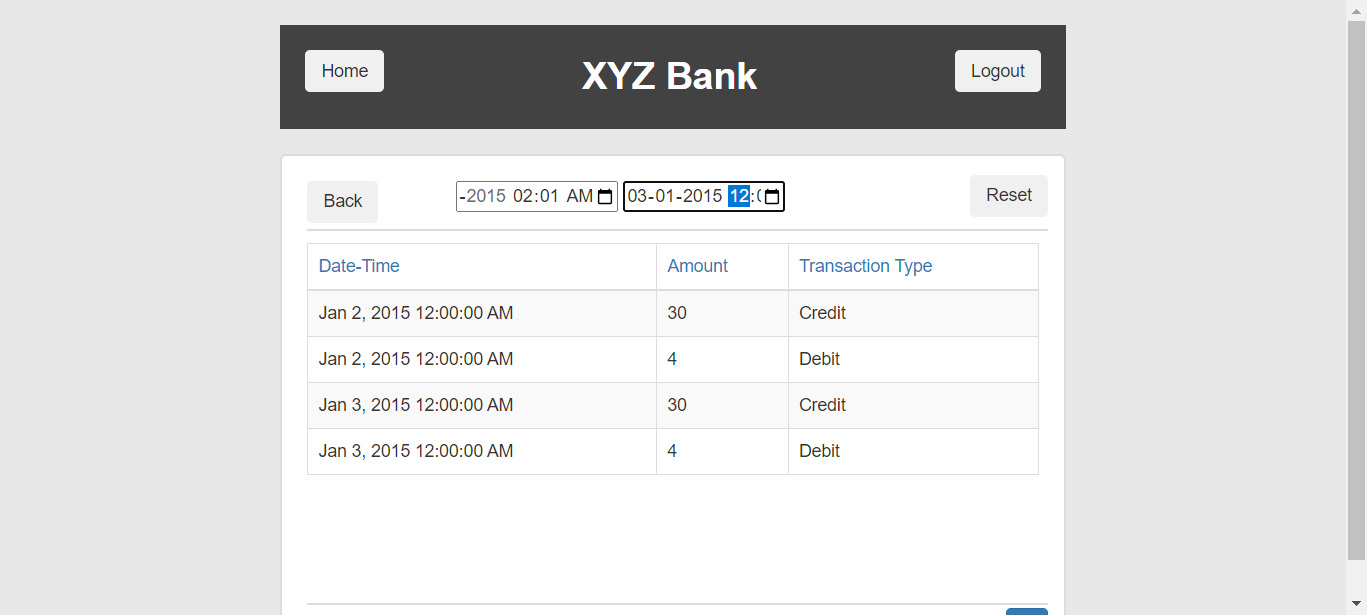 Home XYZ Bank Logout
Back -2015 02:01 AM 03-01-2015 12: Reset
Date-Time Amount Transaction Type
Jan 2, 2015 12:00:00 AM 30 Credit
Jan 2, 2015 12:00:00 AM 4 Debit
Jan 3, 2015 12:00:00 AM 30 Credit
Jan 3, 2015 12:00:00 AM 4 Debit